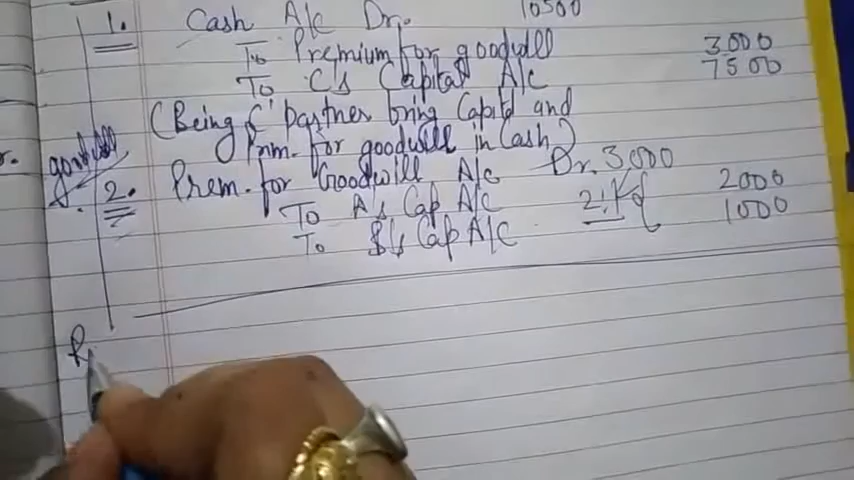 1. Cash A/c Dr. 10500
To Premium for goodwill 3000
To C's Capital A/c 7500
(Being C' partner bring Capital and
Prm. for goodwill in Cash)
goodwill
2. Prem. for Goodwill A/c Dr. 3000
To A's Cap A/c 2:1 2000
To B's Cap A/c 1000
R